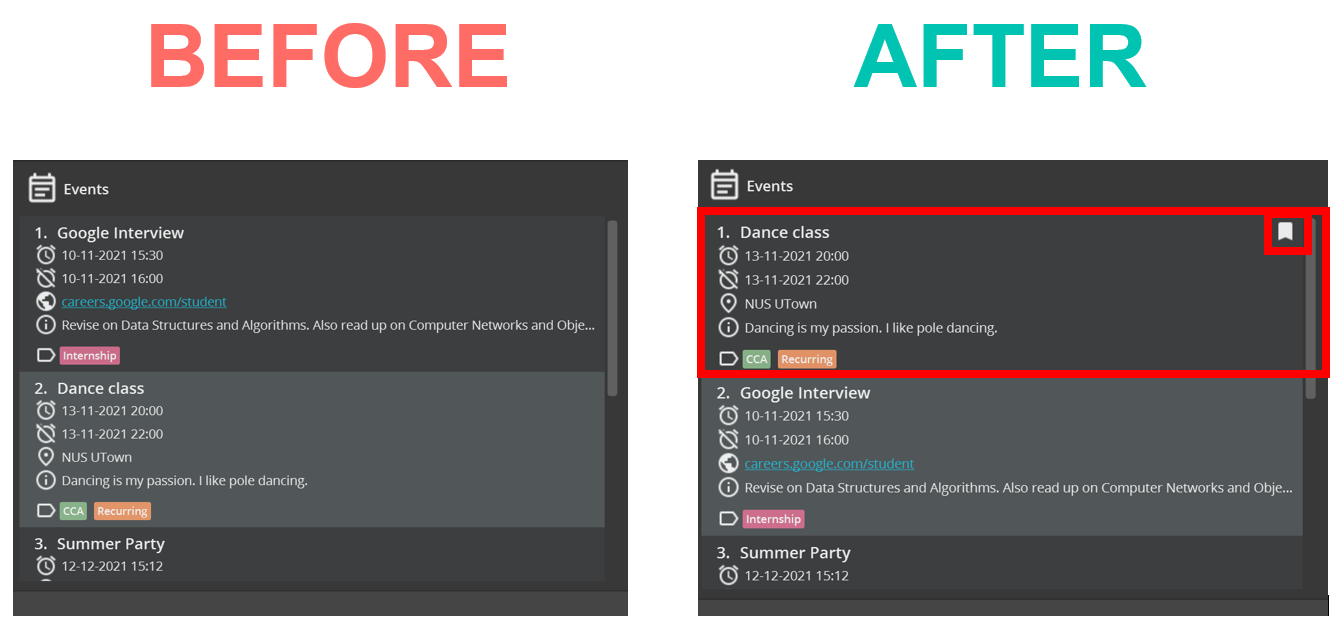 BEFORE
Events
1. Google Interview
10-11-2021 15:30
10-11-2021 16:00
careers.google.com/student
Revise on Data Structures and Algorithms. Also read up on Computer Networks and Obje...
Internship
2. Dance class
13-11-2021 20:00
13-11-2021 22:00
NUS UTown
Dancing is my passion. I like pole dancing.
CCA Recurring
3. Summer Party
12-12-2021 15:12
AFTER
Events
1. Dance class
13-11-2021 20:00
13-11-2021 22:00
NUS UTown
Dancing is my passion. I like pole dancing.
CCA Recurring
2. Google Interview
10-11-2021 15:30
10-11-2021 16:00
careers.google.com/student
Revise on Data Structures and Algorithms. Also read up on Computer Networks and Obje...
Internship
3. Summer Party
12-12-2021 15:12